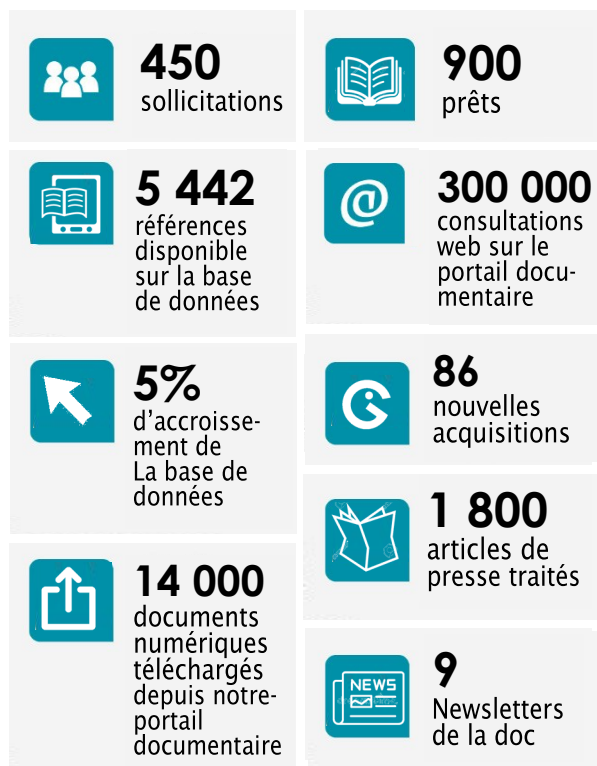 450
sollicitations
5 442
références
disponible
sur la base
de données
5%
d'accroisse-
ment de
La base de
données
14 000
documents
numériques
téléchargés
depuis notre-
portail
documentaire
900
prêts
@
300 000
consultations
web sur le
portail docu-
mentaire
86
nouvelles
acquisitions
1 800
articles de
presse traités
NEWS
9
Newsletters
de la doc